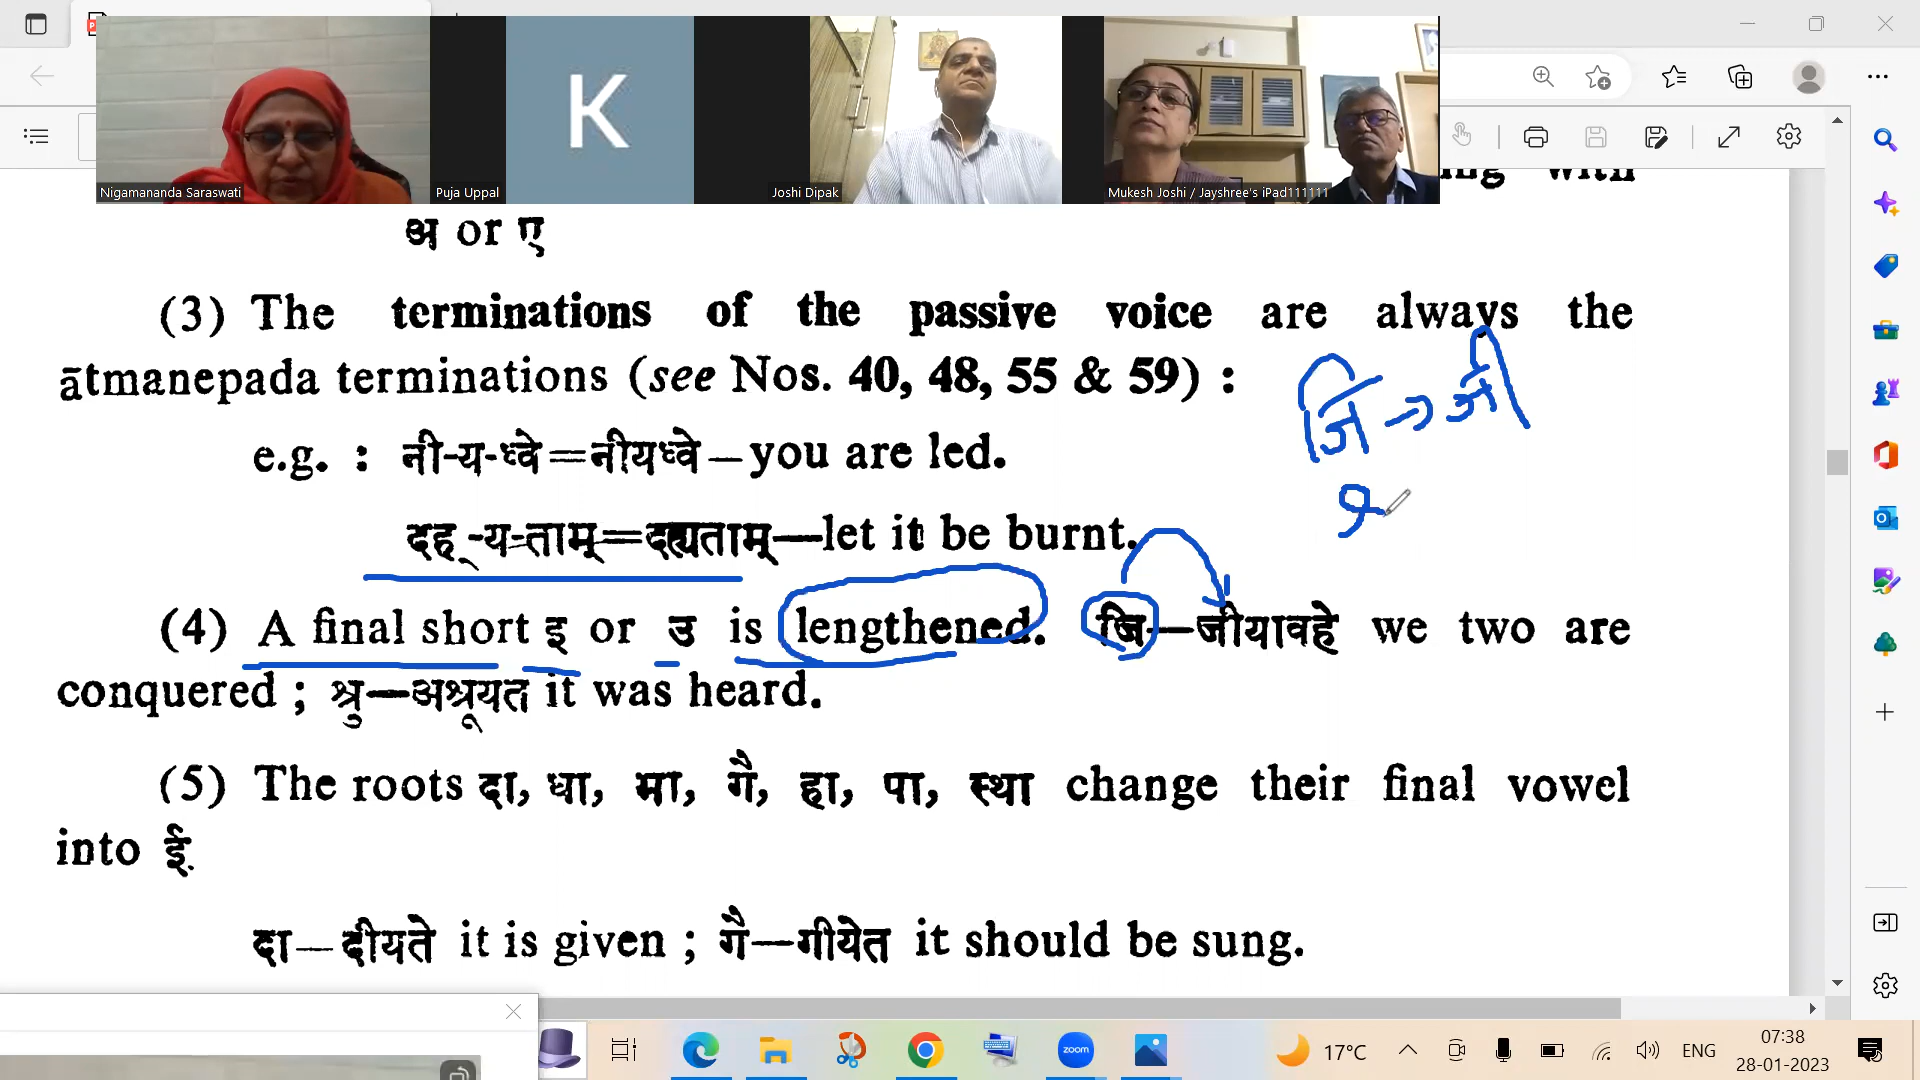 K
Nigamananda Saraswati
Puja Uppal
Joshi Dipak
Mukesh Joshi / Jayshree's iPad111111
with
अ or ए
(3) The terminations of the passive voice are always the
ātmanepada terminations (see Nos. 40, 48, 55 & 59) :
e.g. : नी-य-ध्वे=नीयध्वे—you are led.
जि → जी
दह्-य-ताम्=दह्यताम्—let it be burnt.
(4) A final short इ or उ is lengthened. जि—जीयावहे we two are
conquered ; श्रु—अश्रूयत it was heard.
(5) The roots दा, धा, मा, गै, हा, पा, स्था change their final vowel
into ई.
दा—दीयते it is given ; गै—गीयेत it should be sung.
zoom
17°C
ENG
07:38
28-01-2023